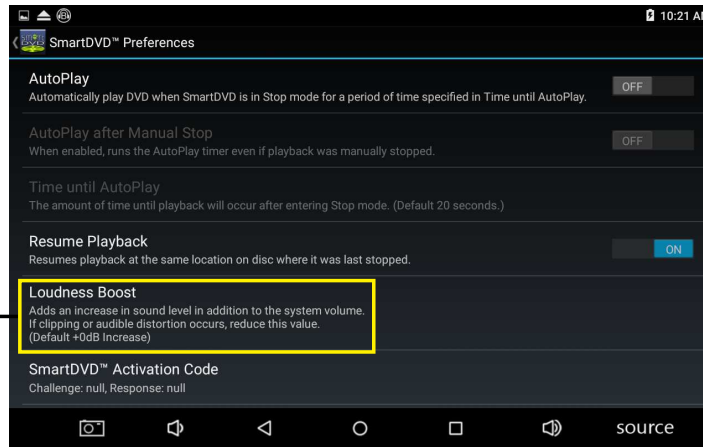 10:21 AM
SmartDVD™ Preferences
AutoPlay
Automatically play DVD when SmartDVD is in Stop mode for a period of time specified in Time until AutoPlay.
OFF
AutoPlay after Manual Stop
When enabled, runs the AutoPlay timer even if playback was manually stopped.
OFF
Time until AutoPlay
The amount of time until playback will occur after entering Stop mode. (Default 20 seconds.)
Resume Playback
Resumes playback at the same location on disc where it was last stopped.
ON
Loudness Boost
Adds an increase in sound level in addition to the system volume.
If clipping or audible distortion occurs, reduce this value.
(Default +0dB Increase)
SmartDVD™ Activation Code
Challenge: null, Response: null
source